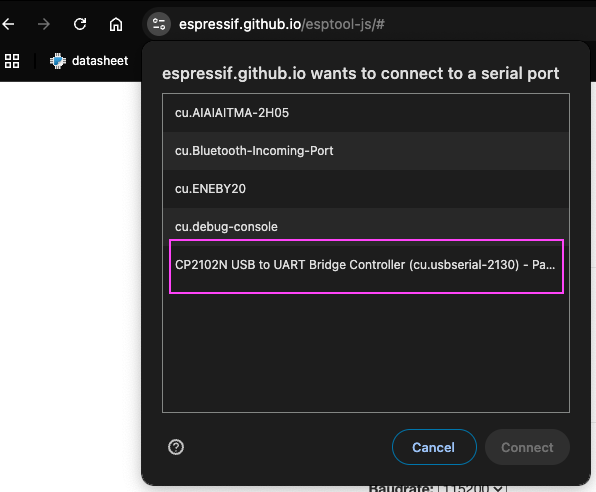 espressif.github.io/esptool-js/#
datasheet
espressif.github.io wants to connect to a serial port
cu.AIAIAITMA-2H05
cu.Bluetooth-Incoming-Port
cu.ENEBY20
cu.debug-console
CP2102N USB to UART Bridge Controller (cu.usbserial-2130) - Pa...
Cancel
Connect
Baudrate: 115200